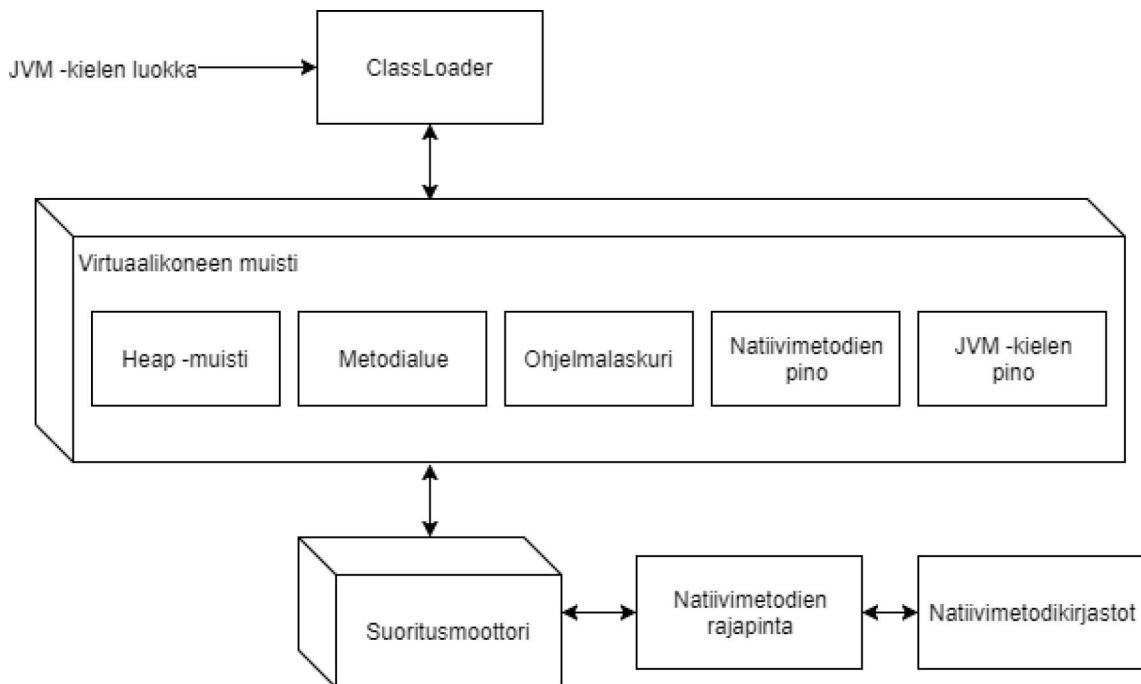 JVM -kielen luokka
ClassLoader
Virtuaalikoneen muisti
Heap -muisti
Metodialue
Ohjelmalaskuri
Natiivimetodien
pino
JVM -kielen
pino
Suoritusmoottori
Natiivimetodien
rajapinta
Natiivimetodikirjastot